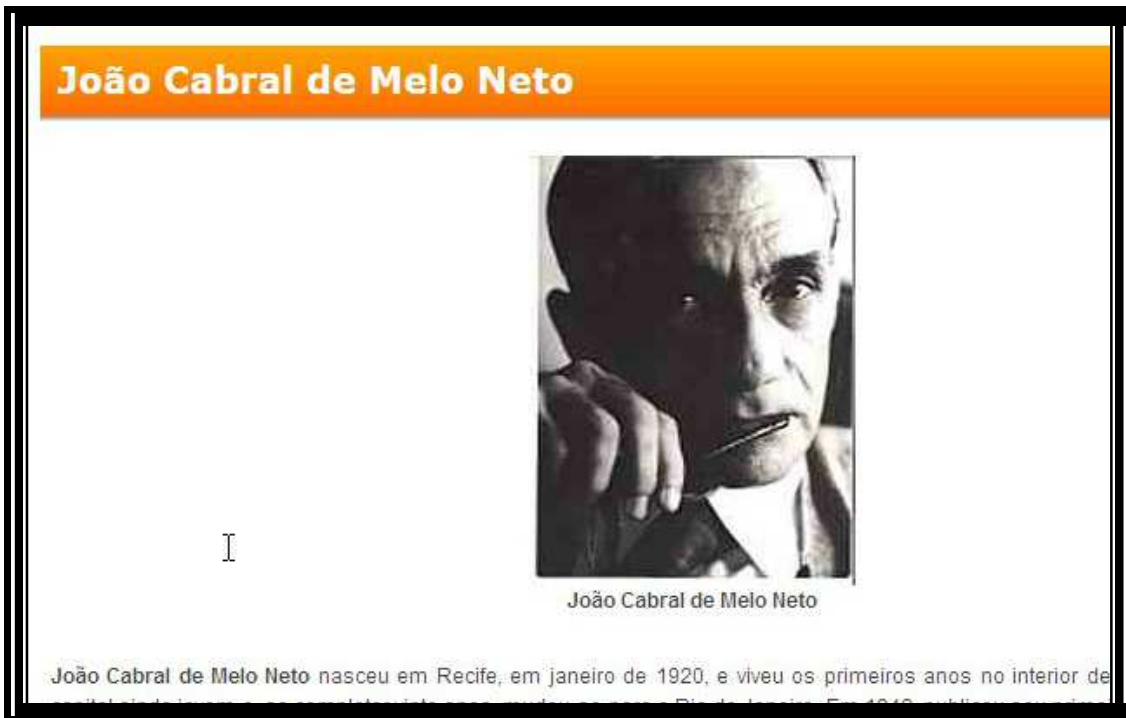 João Cabral de Melo Neto
João Cabral de Melo Neto
João Cabral de Melo Neto nasceu em Recife, em janeiro de 1920, e viveu os primeiros anos no interior de